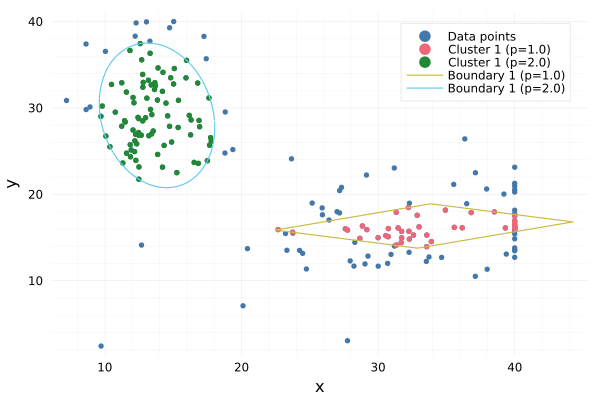 40
Data points
Cluster 1 (p=1.0)
Cluster 1 (p=2.0)
Boundary 1 (p=1.0)
Boundary 1 (p=2.0)
30
y
20
10
10 20 30 40
x